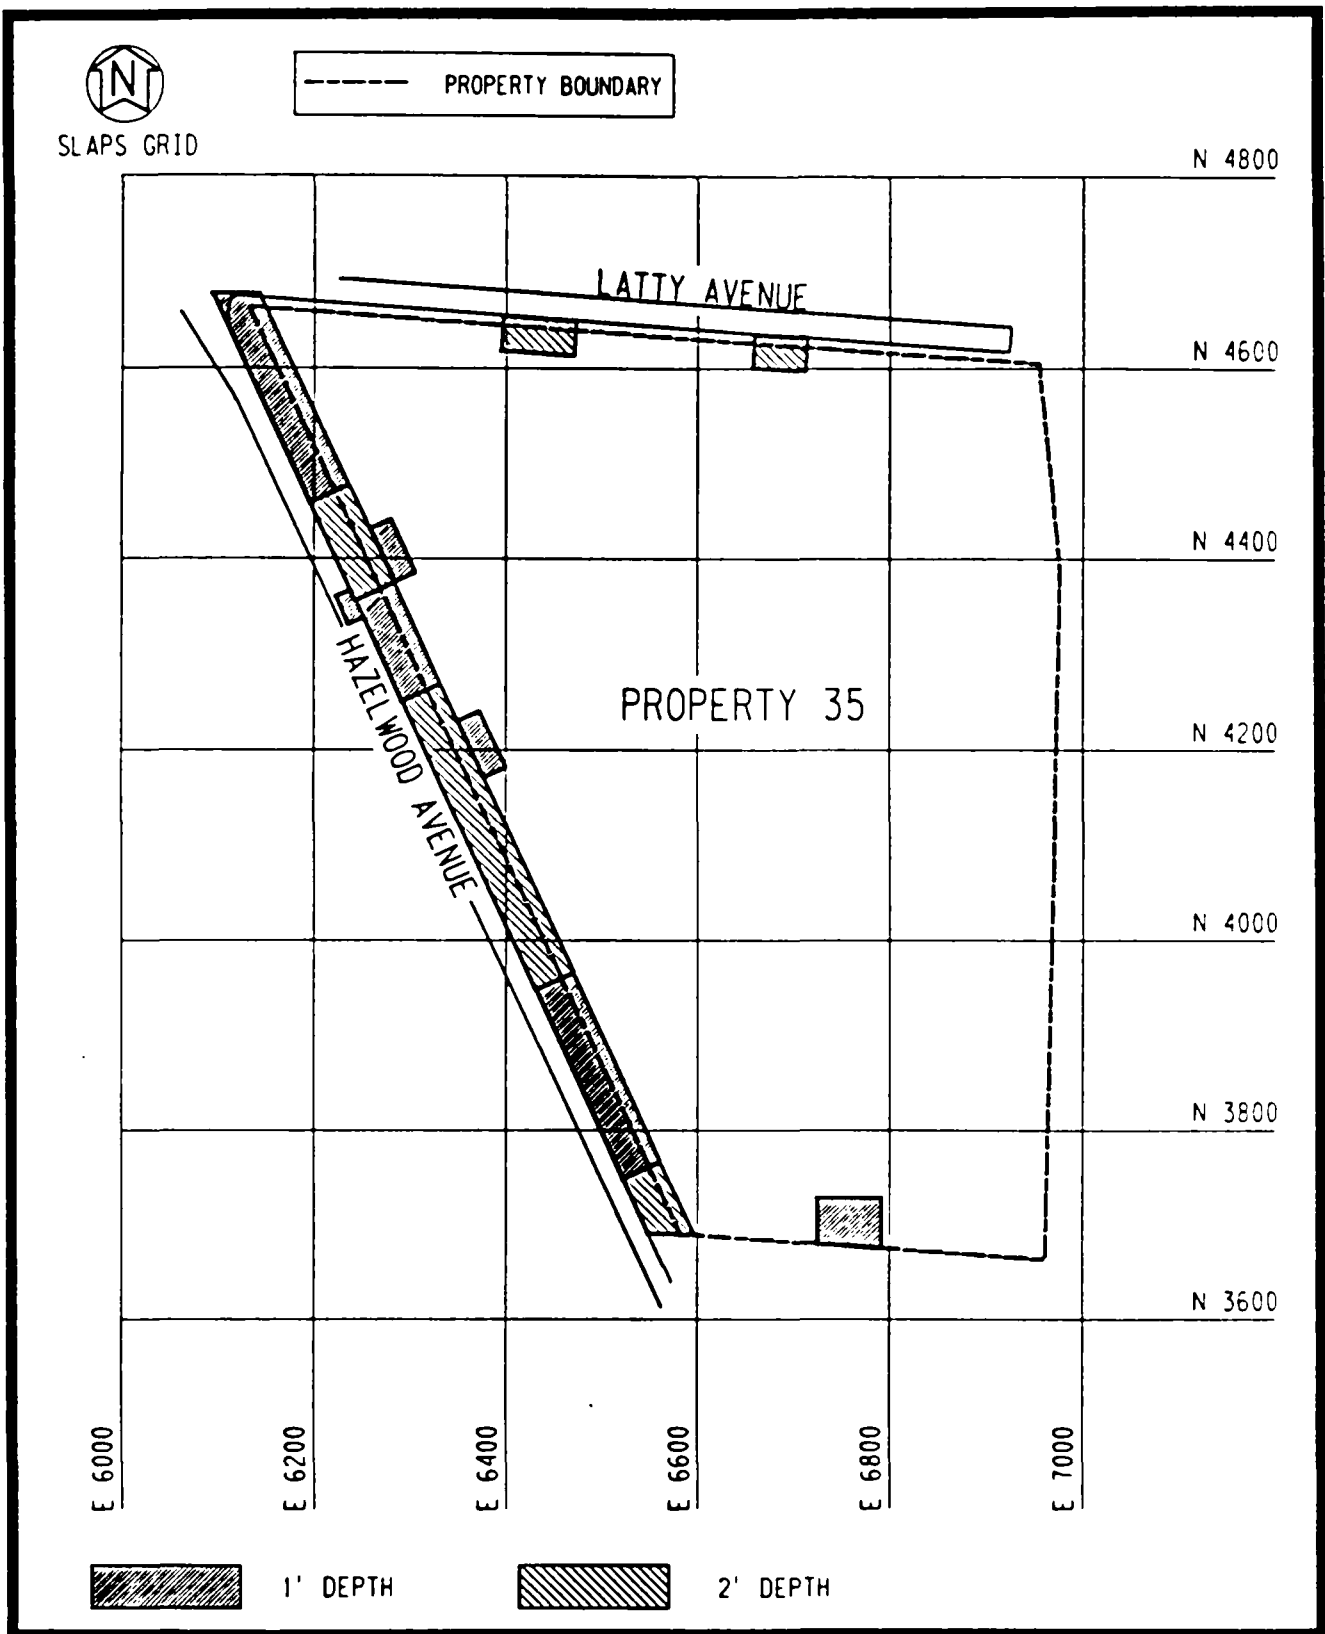 N
PROPERTY BOUNDARY
SLAPS GRID
N 4800
LATTY AVENUE
N 4600
N 4400
HAZELWOOD AVENUE
PROPERTY 35
N 4200
N 4000
N 3800
N 3600
E 6000
E 6200
E 6400
E 6600
E 6800
E 7000
1' DEPTH
2' DEPTH